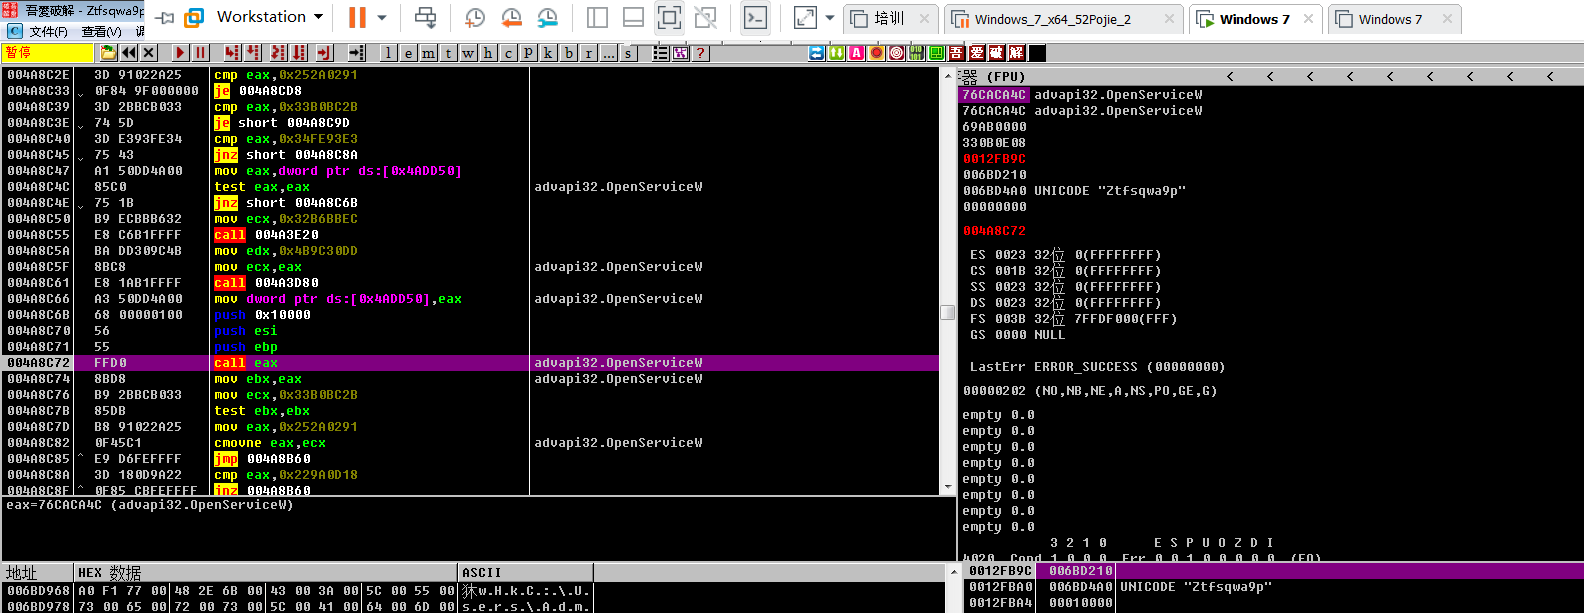 吾爱破解 - Ztfsqwa9p
Workstation
培训
Windows_7_x64_52Pojie_2
Windows 7
Windows 7
文件(F) 查看(V)
暂停
l e m t w h c p k b r ... s
?
A
吾 爱 破 解
004A8C2E 3D 91022A25 cmp eax,0x252A0291
004A8C33 0F84 9F000000 je 004A8CD8
004A8C39 3D 2BBCB033 cmp eax,0x33B0BC2B
004A8C3E 74 5D je short 004A8C9D
004A8C40 3D E393FE34 cmp eax,0x34FE93E3
004A8C45 75 43 jnz short 004A8C8A
004A8C47 A1 50DD4A00 mov eax,dword ptr ds:[0x4ADD50]
004A8C4C 85C0 test eax,eax advapi32.OpenServiceW
004A8C4E 75 1B jnz short 004A8C6B
004A8C50 B9 ECBBB632 mov ecx,0x32B6BBEC
004A8C55 E8 C6B1FFFF call 004A3E20
004A8C5A BA DD309C4B mov edx,0x4B9C30DD
004A8C5F 8BC8 mov ecx,eax advapi32.OpenServiceW
004A8C61 E8 1AB1FFFF call 004A3D80
004A8C66 A3 50DD4A00 mov dword ptr ds:[0x4ADD50],eax advapi32.OpenServiceW
004A8C6B 68 00000100 push 0x10000
004A8C70 56 push esi
004A8C71 55 push ebp
004A8C72 FFD0 call eax advapi32.OpenServiceW
004A8C74 8BD8 mov ebx,eax advapi32.OpenServiceW
004A8C76 B9 2BBCB033 mov ecx,0x33B0BC2B
004A8C7B 85DB test ebx,ebx
004A8C7D B8 91022A25 mov eax,0x252A0291
004A8C82 0F45C1 cmovne eax,ecx advapi32.OpenServiceW
004A8C85 ^ E9 D6FEFFFF jmp 004A8B60
004A8C8A 3D 180D9A22 cmp eax,0x229A0D18
004A8C8F ^ 0F85 CBFEFFFF jnz 004A8B60
eax=76CACA4C (advapi32.OpenServiceW)
器 (FPU) < < < < < < < < <
76CACA4C advapi32.OpenServiceW
76CACA4C advapi32.OpenServiceW
69AB0000
330B0E08
0012FB9C
006BD210
006BD4A0 UNICODE "Ztfsqwa9p"
00000000
004A8C72
ES 0023 32位 0(FFFFFFFF)
CS 001B 32位 0(FFFFFFFF)
SS 0023 32位 0(FFFFFFFF)
DS 0023 32位 0(FFFFFFFF)
FS 003B 32位 7FFDF000(FFF)
GS 0000 NULL
LastErr ERROR_SUCCESS (00000000)
00000202 (NO,NB,NE,A,NS,PO,GE,G)
empty 0.0
empty 0.0
empty 0.0
empty 0.0
empty 0.0
empty 0.0
empty 0.0
empty 0.0
3 2 1 0 E S P U O Z D I
4020 Cond 1 0 0 0 Err 0 0 1 0 0 0 0 0 (EQ)
地址 HEX 数据 ASCII
006BD968 A0 F1 77 00 48 2E 6B 00 43 00 3A 00 5C 00 55 00 w.H.k.C.:.\.U.
006BD978 73 00 65 00 72 00 73 00 5C 00 41 00 64 00 6D 00 s.e.r.s.\.A.d.m.
0012FB9C 006BD210
0012FBA0 006BD4A0 UNICODE "Ztfsqwa9p"
0012FBA4 00010000